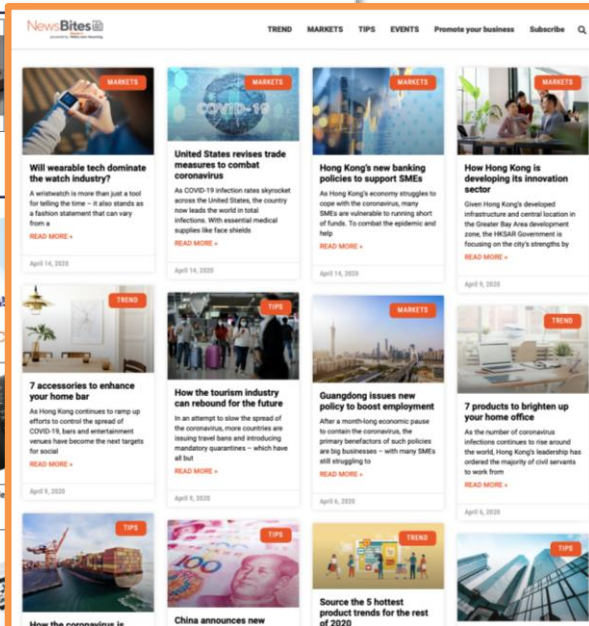 NewsBites
TREND MARKETS TIPS EVENTS Promote your business Subscribe
MARKETS
Will wearable tech dominate
the watch industry?
A wristwatch is more than just a tool
for telling the time – it also stands as
a fashion statement that can vary
from a
READ MORE »
April 14, 2020
MARKETS
COVID-19
United States revises trade
measures to combat
coronavirus
As COVID-19 infection rates skyrocket
across the United States, the country
now leads the world in total
infections. With essential medical
supplies like face shields
READ MORE »
April 14, 2020
MARKETS
Hong Kong's new banking
policies to support SMEs
As Hong Kong's economy struggles to
cope with the coronavirus, many
SMEs are vulnerable to running short
of funds. To combat the epidemic and
help
READ MORE »
April 14, 2020
MARKETS
How Hong Kong is
developing its innovation
sector
Given Hong Kong's developed
infrastructure and central location in
the Greater Bay Area development
zone, the HKSAR Government is
focusing on the city's strengths by
READ MORE »
April 9, 2020
TREND
7 accessories to enhance
your home bar
As Hong Kong continues to ramp up
efforts to control the spread of
COVID-19, bars and entertainment
venues have become the next targets
for social
READ MORE »
April 9, 2020
TIPS
How the tourism industry
can rebound for the future
In an attempt to slow the spread of
the coronavirus, more countries are
issuing travel bans and introducing
mandatory quarantines – which have
all but
READ MORE »
April 9, 2020
MARKETS
Guangdong issues new
policy to boost employment
After a month-long economic pause
to contain the coronavirus, the
primary benefactors of such policies
are big businesses – with many SMEs
still struggling to
READ MORE »
April 6, 2020
TREND
7 products to brighten up
your home office
As the number of coronavirus
infections continues to rise around
the world, Hong Kong's leadership has
ordered the majority of civil servants
to work from
READ MORE »
April 6, 2020
TIPS
How the coronavirus is
TIPS
100
China announces new
TREND
Source the 5 hottest
product trends for the rest
of 2020
TIPS